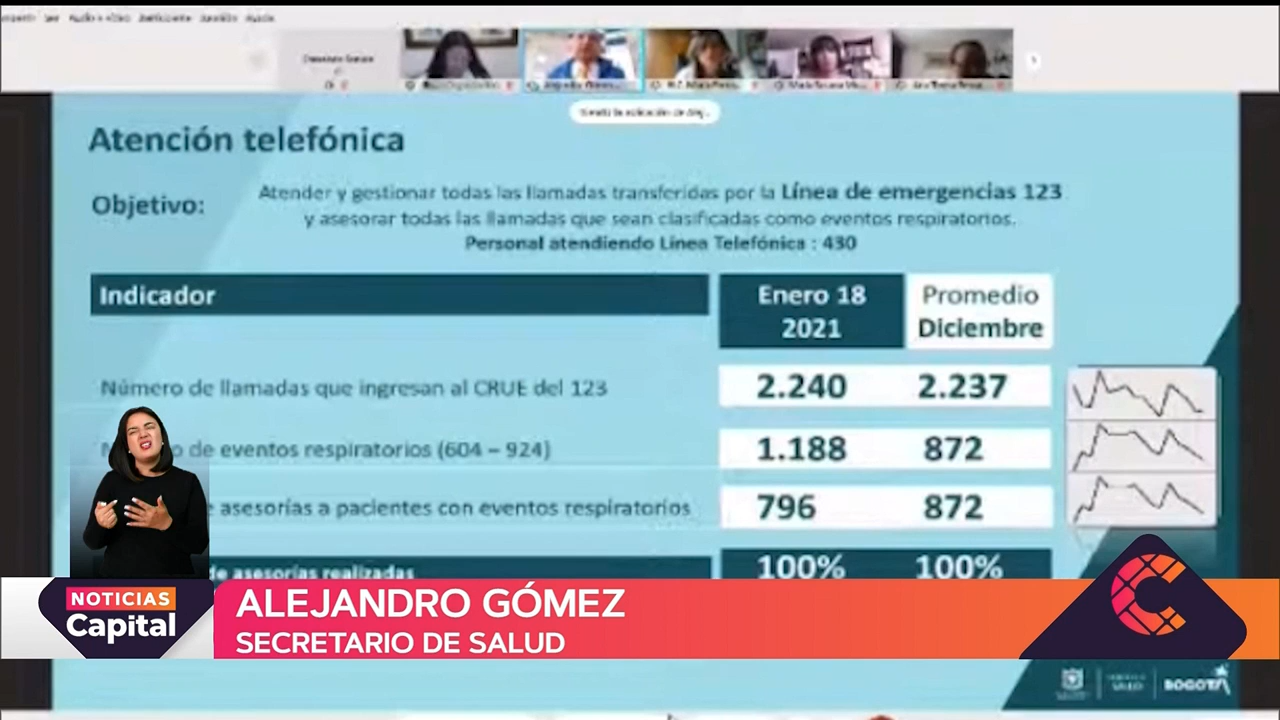 Atención telefónica
Objetivo:
Atender y gestionar todas las llamadas transferidas por la Línea de emergencias 123
y asesorar todas las llamadas que sean clasificadas como eventos respiratorios.
Personal atendiendo Línea Telefónica : 430
Indicador
Enero 18
2021
Promedio
Diciembre
Número de llamadas que ingresan al CRUE del 123
2.240
2.237
de eventos respiratorios (604 – 924)
1.188
872
asesorías a pacientes con eventos respiratorios
796
872
de asesorías realizadas
100%
100%
NOTICIAS
Capital
ALEJANDRO GÓMEZ
SECRETARIO DE SALUD
SALUD
BOGOTÁ